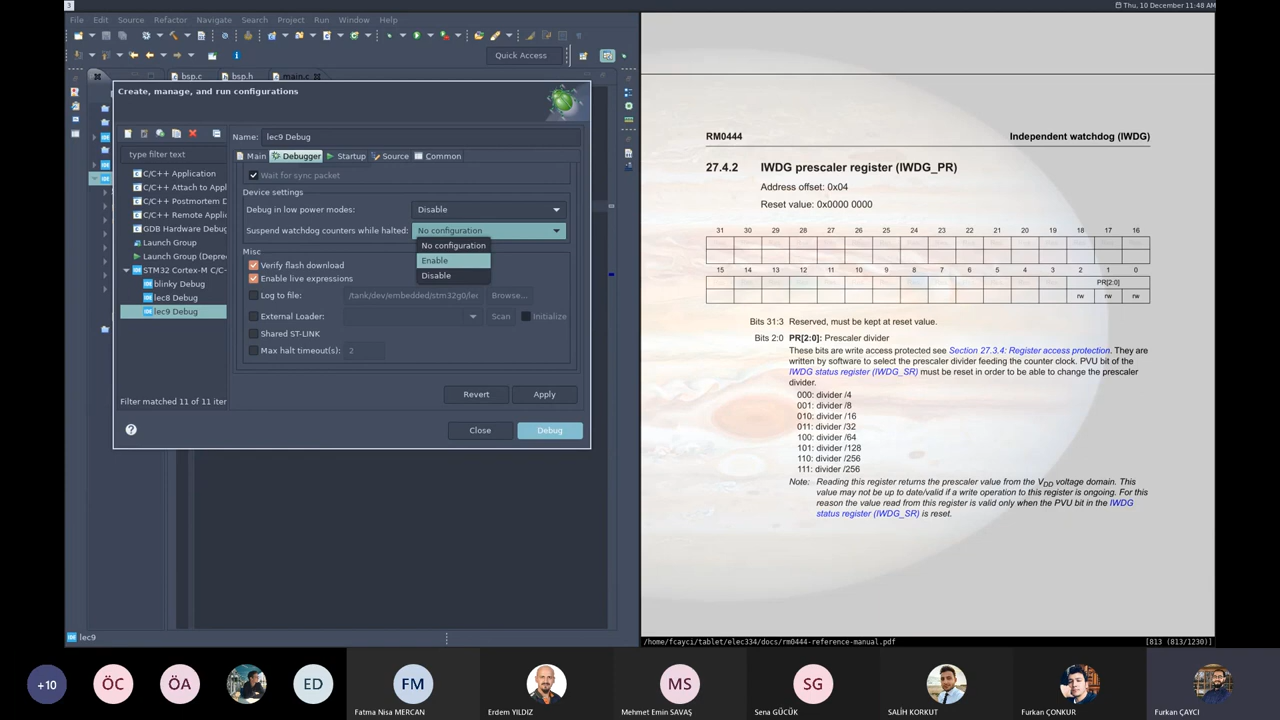 3
Thu, 10 December 11:48 AM
File Edit Source Refactor Navigate Search Project Run Window Help
Quick Access
bsp.c bsp.h main.c
Create, manage, and run configurations
Name: lec9 Debug
type filter text
Main Debugger Startup Source Common
C/C++ Application
C/C++ Attach to Appl
C/C++ Postmortem D
C/C++ Remote Applic
GDB Hardware Debug
Launch Group
Launch Group (Depre
STM32 Cortex-M C/C-
blinky Debug
lec8 Debug
lec9 Debug
Filter matched 11 of 11 iter
Wait for sync packet
Device settings
Debug in low power modes: Disable
Suspend watchdog counters while halted: No configuration
No configuration
Enable
Disable
Misc
Verify flash download
Enable live expressions
Log to file: /tank/dev/embedded/stm32g0/lec Browse...
External Loader: Scan Initialize
Shared ST-LINK
Max halt timeout(s): 2
Revert Apply
? Close Debug
lec9
RM0444 Independent watchdog (IWDG)
27.4.2 IWDG prescaler register (IWDG_PR)
Address offset: 0x04
Reset value: 0x0000 0000
31 30 29 28 27 26 25 24 23 22 21 20 19 18 17 16
15 14 13 12 11 10 9 8 7 6 5 4 3 2 1 0
PR[2:0]
rw rw rw
Bits 31:3 Reserved, must be kept at reset value.
Bits 2:0 PR[2:0]: Prescaler divider
These bits are write access protected see Section 27.3.4: Register access protection. They are
written by software to select the prescaler divider feeding the counter clock. PVU bit of the
IWDG status register (IWDG_SR) must be reset in order to be able to change the prescaler
divider.
000: divider /4
001: divider /8
010: divider /16
011: divider /32
100: divider /64
101: divider /128
110: divider /256
111: divider /256
Note: Reading this register returns the prescaler value from the VDD voltage domain. This
value may not be up to date/valid if a write operation to this register is ongoing. For this
reason the value read from this register is valid only when the PVU bit in the IWDG
status register (IWDG_SR) is reset.
/home/fcayci/tablet/elec334/docs/rm0444-reference-manual.pdf [813 (813/1230)]
+10 ÖC ÖA ED FM MS SG
Fatma Nisa MERCAN Erdem YILDIZ Mehmet Emin SAVAŞ Sena GÜCÜK SALİH KORKUT Furkan ÇONKUR Furkan ÇAYCI